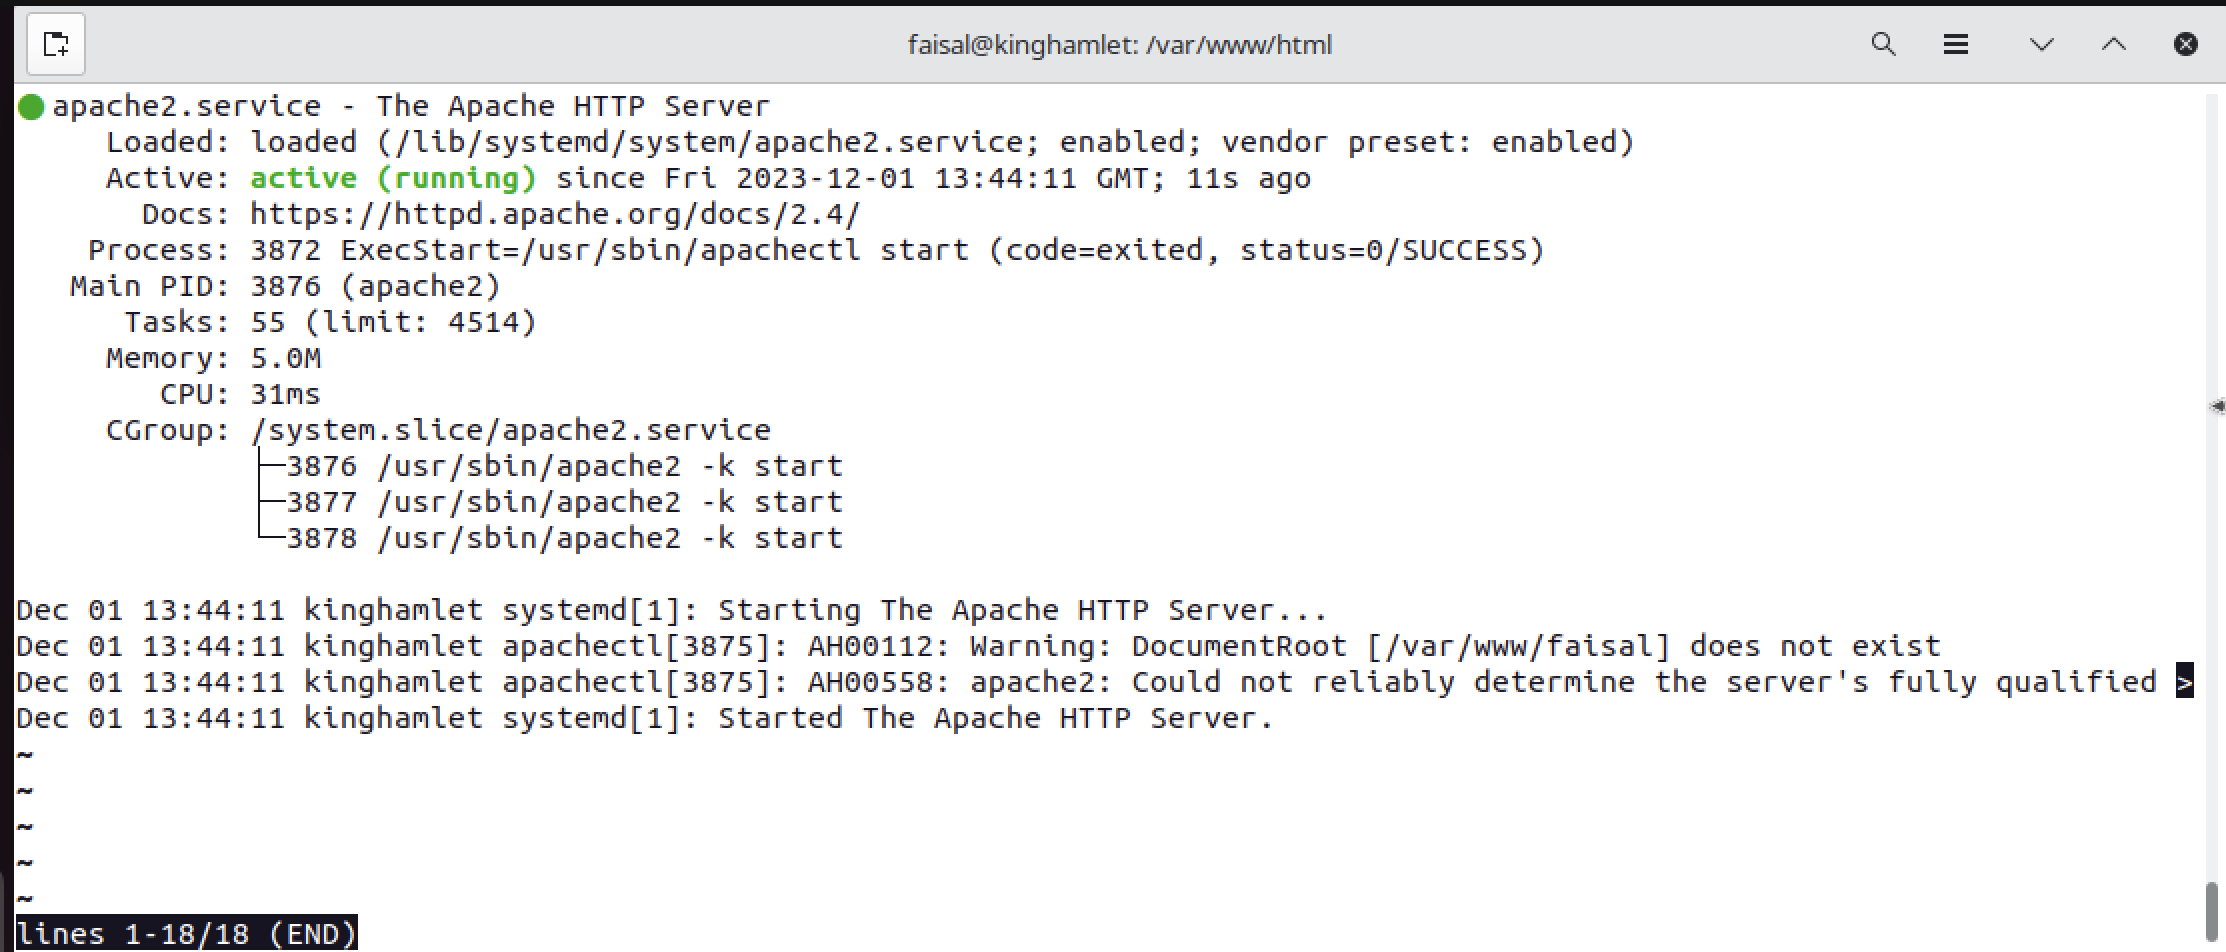 faisal@kinghamlet: /var/www/html
apache2.service - The Apache HTTP Server
Loaded: loaded (/lib/systemd/system/apache2.service; enabled; vendor preset: enabled)
Active: active (running) since Fri 2023-12-01 13:44:11 GMT; 11s ago
Docs: https://httpd.apache.org/docs/2.4/
Process: 3872 ExecStart=/usr/sbin/apachectl start (code=exited, status=0/SUCCESS)
Main PID: 3876 (apache2)
Tasks: 55 (limit: 4514)
Memory: 5.0M
CPU: 31ms
CGroup: /system.slice/apache2.service
├─3876 /usr/sbin/apache2 -k start
├─3877 /usr/sbin/apache2 -k start
└─3878 /usr/sbin/apache2 -k start
Dec 01 13:44:11 kinghamlet systemd[1]: Starting The Apache HTTP Server...
Dec 01 13:44:11 kinghamlet apachectl[3875]: AH00112: Warning: DocumentRoot [/var/www/faisal] does not exist
Dec 01 13:44:11 kinghamlet apachectl[3875]: AH00558: apache2: Could not reliably determine the server's fully qualified >
Dec 01 13:44:11 kinghamlet systemd[1]: Started The Apache HTTP Server.
~
~
~
~
~
lines 1-18/18 (END)